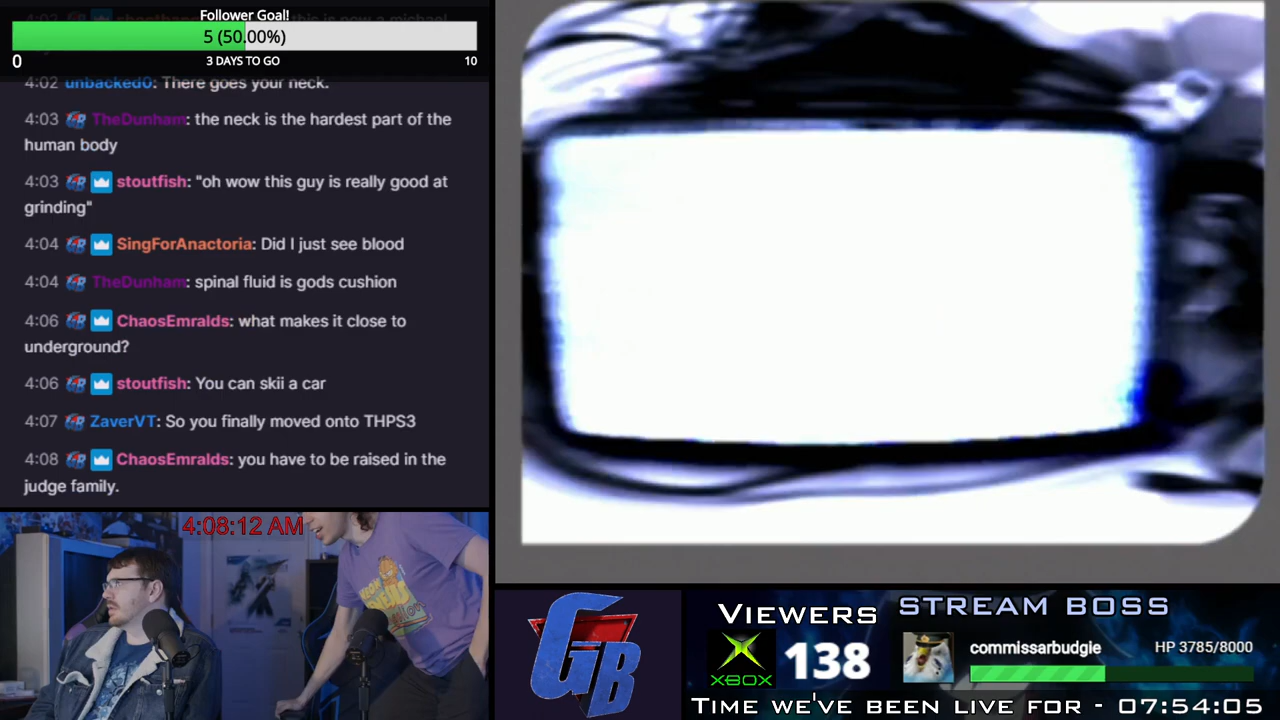 Follower Goal!
5 (50.00%)
0
3 DAYS TO GO
10
4:02 unbacked0: There goes your neck.
4:03 TheDunham: the neck is the hardest part of the
human body
4:03 stoutfish: "oh wow this guy is really good at
grinding"
4:04 SingForAnactoria: Did I just see blood
4:04 TheDunham: spinal fluid is gods cushion
4:06 ChaosEmralds: what makes it close to
underground?
4:06 stoutfish: You can skii a car
4:07 ZaverVT: So you finally moved onto THPS3
4:08 ChaosEmralds: you have to be raised in the
judge family.
4:08:12 AM
GB
VIEWERS
XBOX
138
STREAM BOSS
commissarbudgie
HP 3785/8000
TIME WE'VE BEEN LIVE FOR - 07:54:05